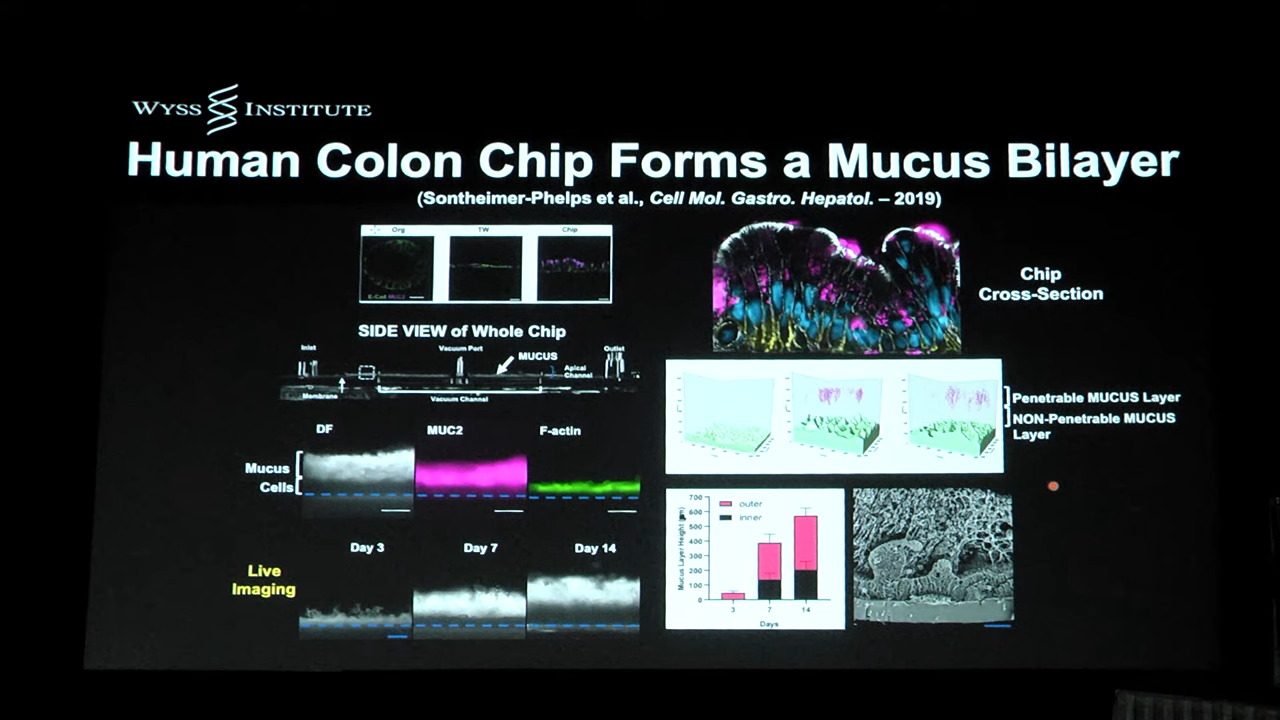 WYSS INSTITUTE
Human Colon Chip Forms a Mucus Bilayer
(Sontheimer-Phelps et al., Cell Mol. Gastro. Hepatol. – 2019)
Org TW Chip
E-Cad MUC2
Chip
Cross-Section
SIDE VIEW of Whole Chip
Inlet Vacuum Port Outlet
MUCUS
Apical
Channel
Membrane
Vacuum Channel
Penetrable MUCUS Layer
NON-Penetrable MUCUS
Layer
DF MUC2 F-actin
Mucus
Cells
Day 3 Day 7 Day 14
Live
Imaging
outer
inner
Mucus Layer Height
700
600
500
400
300
200
100
0
3 7 14
Days